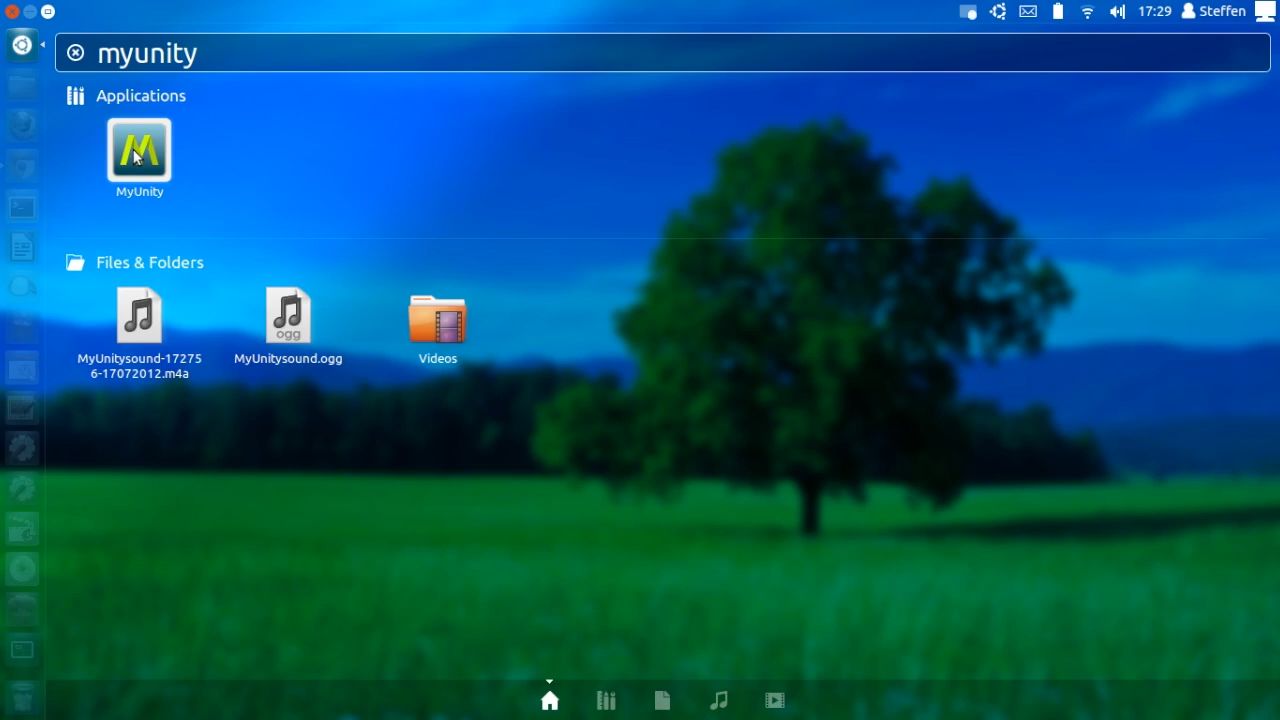 17:29 Steffen
myunity
Applications
MyUnity
Files & Folders
MyUnitysound-17275
6-17072012.m4a
ogg
MyUnitysound.ogg
Videos